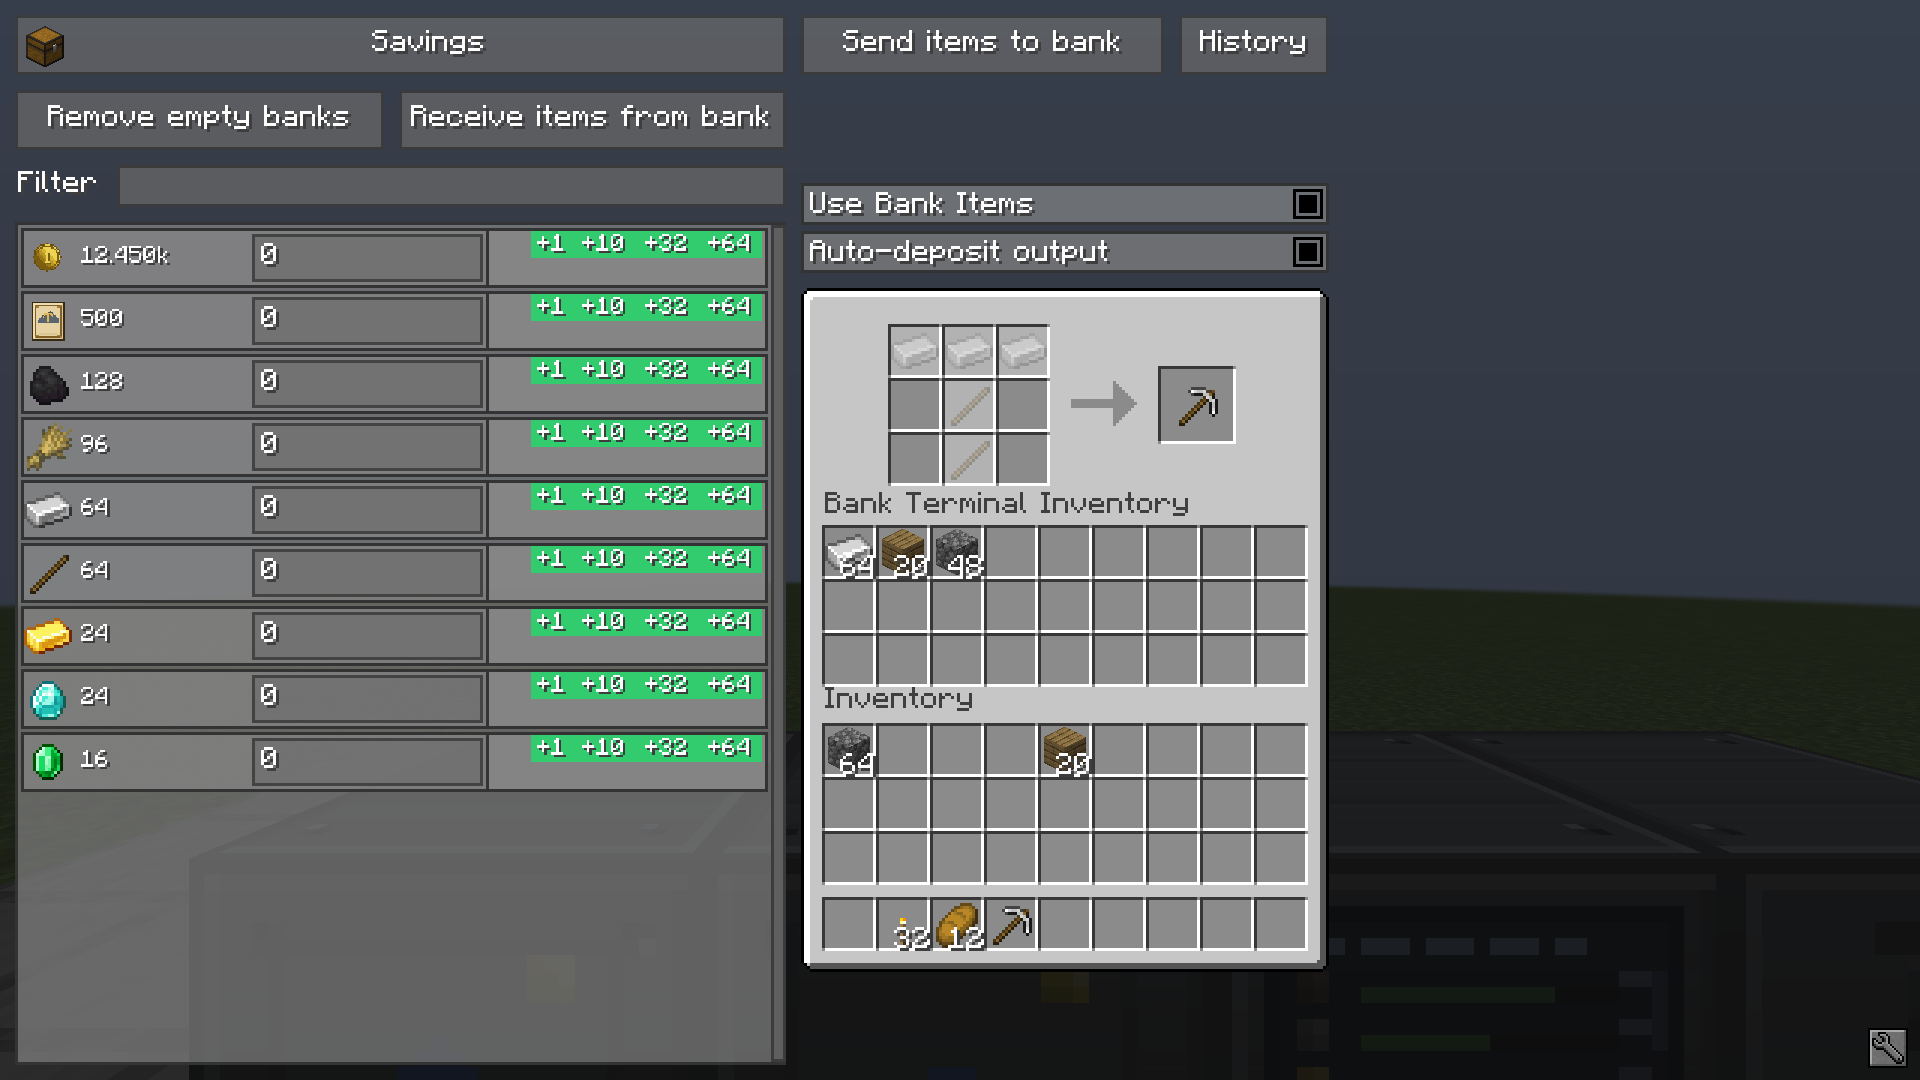 Savings
Send items to bank
History
Remove empty banks
Receive items from bank
Filter
Use Bank Items
Auto-deposit output
12.450k 0 +1 +10 +32 +64
500 0 +1 +10 +32 +64
128 0 +1 +10 +32 +64
96 0 +1 +10 +32 +64
64 0 +1 +10 +32 +64
64 0 +1 +10 +32 +64
24 0 +1 +10 +32 +64
24 0 +1 +10 +32 +64
16 0 +1 +10 +32 +64
Bank Terminal Inventory
64 20 48
Inventory
64 20
32 12